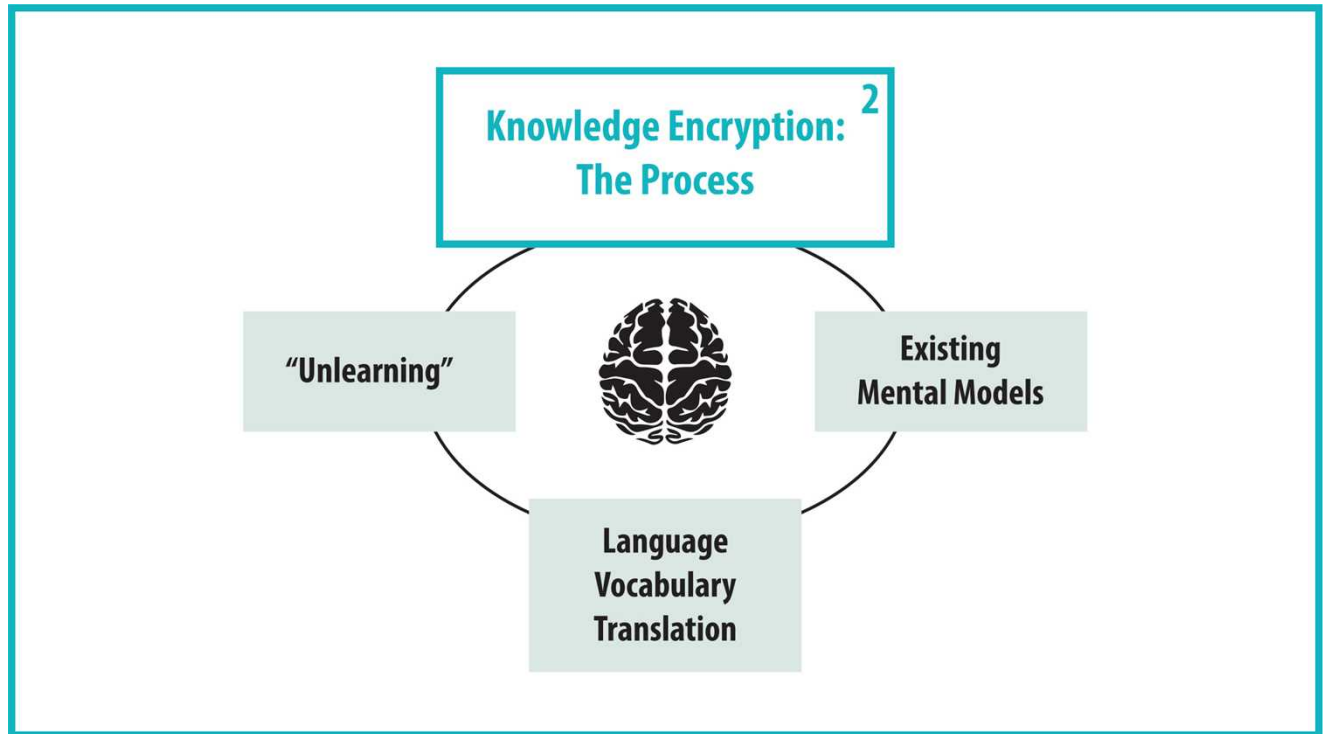 Knowledge Encryption: 2
The Process
“Unlearning”
Existing
Mental Models
Language
Vocabulary
Translation